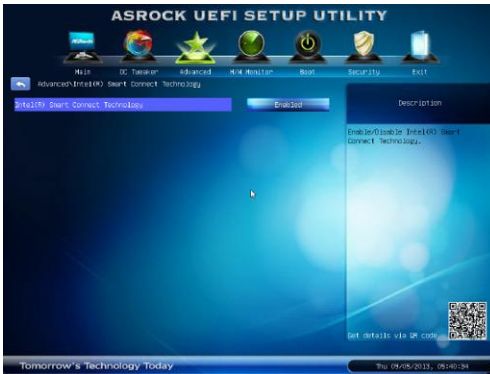 ASROCK UEFI SETUP UTILITY
ASRock
Main OC Tweaker Advanced H/W Monitor Boot Security Exit
Advanced\Intel(R) Smart Connect Technology
Intel(R) Smart Connect Technology Enabled
Description
Enable/Disable Intel(R) Smart
Connect Technology.
Get details via QR code
Tomorrow's Technology Today
Thu 09/05/2013, 05:40:54